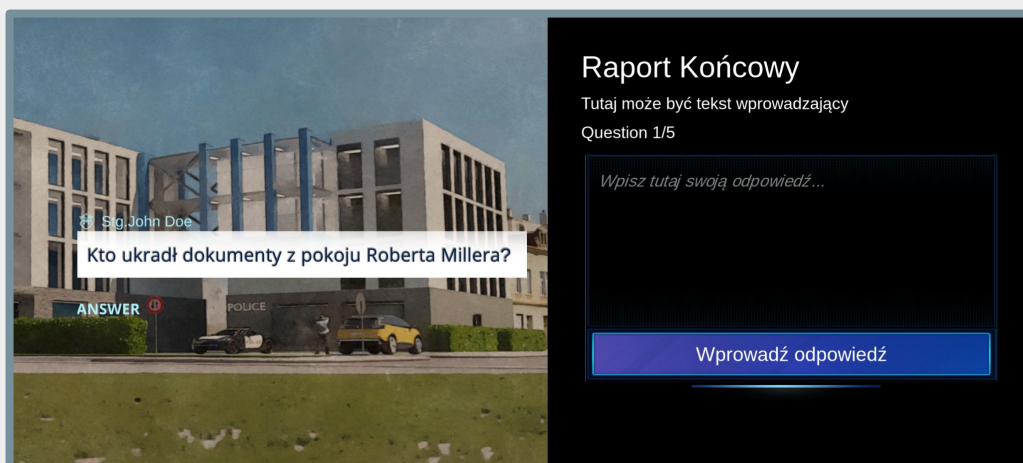 Stg.John Doe
Kto ukradł dokumenty z pokoju Roberta Millera?
ANSWER
POLICE
Raport Końcowy
Tutaj może być tekst wprowadzający
Question 1/5
Wpisz tutaj swoją odpowiedź...
Wprowadź odpowiedź